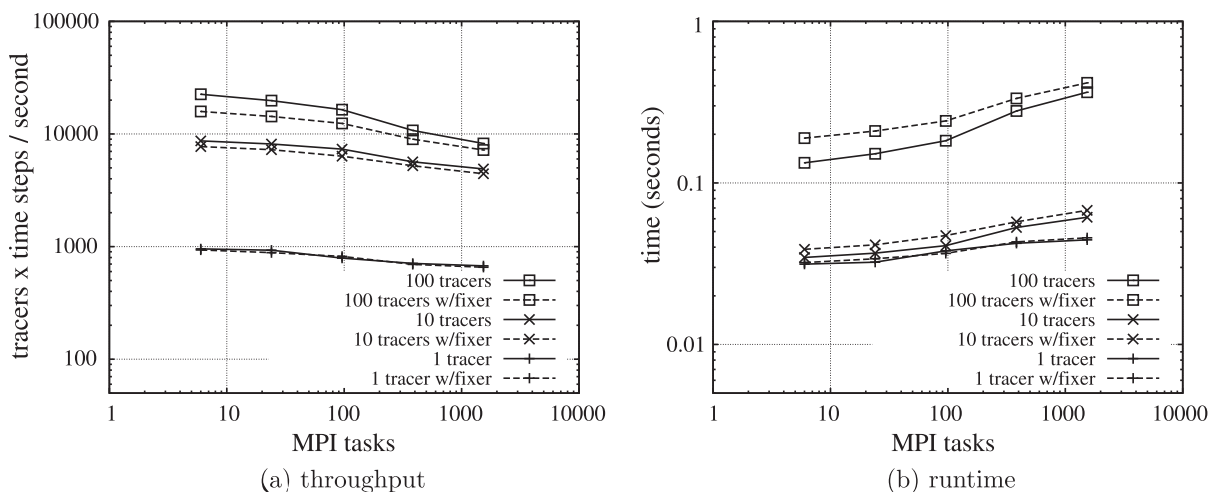 100000
10000
1000
100
tracers x time steps / second
100 tracers
100 tracers w/fixer
10 tracers
10 tracers w/fixer
1 tracer
1 tracer w/fixer
1 10 100 1000 10000
MPI tasks
(a) throughput
1
0.1
0.01
time (seconds)
100 tracers
100 tracers w/fixer
10 tracers
10 tracers w/fixer
1 tracer
1 tracer w/fixer
1 10 100 1000 10000
MPI tasks
(b) runtime